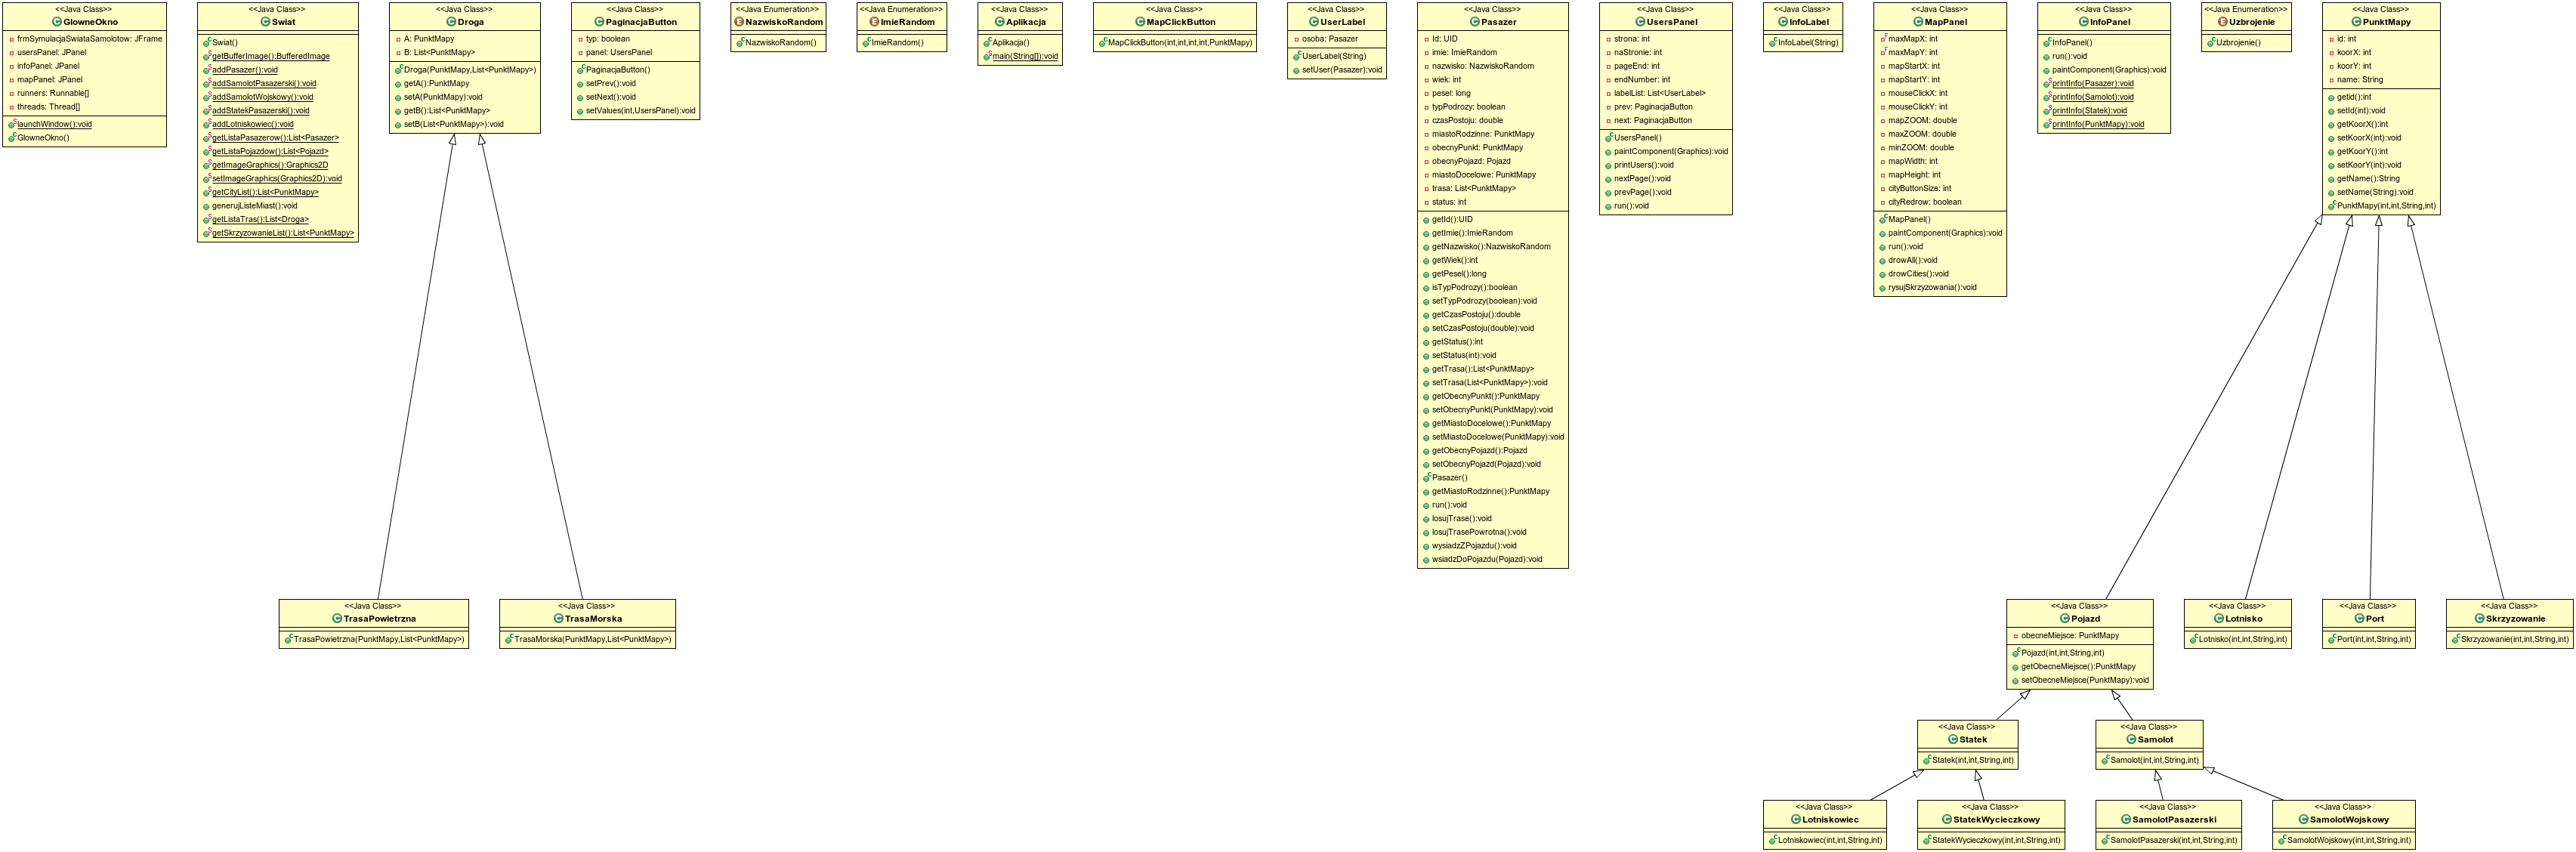 <<Java Class>>
GlowneOkno
frmSymulacjaSwiataSamolotow: JFrame
usersPanel: JPanel
infoPanel: JPanel
mapPanel: JPanel
runners: Runnable[]
threads: Thread[]
launchWindow():void
GlowneOkno()
<<Java Class>>
Swiat
Swiat()
getBufferImage():BufferedImage
addPasazer():void
addSamolotPasazerski():void
addSamolotWojskowy():void
addStatekPasazerski():void
addLotniskowiec():void
getListaPasazerow():List<Pasazer>
getListaPojazdow():List<Pojazd>
getImageGraphics():Graphics2D
setImageGraphics(Graphics2D):void
getCityList():List<PunktMapy>
generujListeMiast():void
getListaTras():List<Droga>
getSkrzyzowanieList():List<PunktMapy>
<<Java Class>>
Droga
A: PunktMapy
B: List<PunktMapy>
Droga(PunktMapy,List<PunktMapy>)
getA():PunktMapy
setA(PunktMapy):void
getB():List<PunktMapy>
setB(List<PunktMapy>):void
<<Java Class>>
PaginacjaButton
typ: boolean
panel: UsersPanel
PaginacjaButton()
setPrev():void
setNext():void
setValues(int,UsersPanel):void
<<Java Enumeration>>
NazwiskoRandom
NazwiskoRandom()
<<Java Enumeration>>
ImieRandom
ImieRandom()
<<Java Class>>
Aplikacja
Aplikacja()
main(String[]):void
<<Java Class>>
MapClickButton
MapClickButton(int,int,int,int,PunktMapy)
<<Java Class>>
UserLabel
osoba: Pasazer
UserLabel(String)
setUser(Pasazer):void
<<Java Class>>
Pasazer
Id: UID
imie: ImieRandom
nazwisko: NazwiskoRandom
wiek: int
pesel: long
typPodrozy: boolean
czasPostoju: double
miastoRodzinne: PunktMapy
obecnyPunkt: PunktMapy
obecnyPojazd: Pojazd
miastoDocelowe: PunktMapy
trasa: List<PunktMapy>
status: int
getId():UID
getImie():ImieRandom
getNazwisko():NazwiskoRandom
getWiek():int
getPesel():long
isTypPodrozy():boolean
setTypPodrozy(boolean):void
getCzasPostoju():double
setCzasPostoju(double):void
getStatus():int
setStatus(int):void
getTrasa():List<PunktMapy>
setTrasa(List<PunktMapy>):void
getObecnyPunkt():PunktMapy
setObecnyPunkt(PunktMapy):void
getMiastoDocelowe():PunktMapy
setMiastoDocelowe(PunktMapy):void
getObecnyPojazd():Pojazd
setObecnyPojazd(Pojazd):void
Pasazer()
getMiastoRodzinne():PunktMapy
run():void
losujTrase():void
losujTrasePowrotna():void
wysiadzZPojazdu():void
wsiadzDoPojazdu(Pojazd):void
<<Java Class>>
UsersPanel
strona: int
naStronie: int
pageEnd: int
endNumber: int
labelList: List<UserLabel>
prev: PaginacjaButton
next: PaginacjaButton
UsersPanel()
paintComponent(Graphics):void
printUsers():void
nextPage():void
prevPage():void
run():void
<<Java Class>>
InfoLabel
InfoLabel(String)
<<Java Class>>
MapPanel
maxMapX: int
maxMapY: int
mapStartX: int
mapStartY: int
mouseClickX: int
mouseClickY: int
mapZOOM: double
maxZOOM: double
minZOOM: double
mapWidth: int
mapHeight: int
cityButtonSize: int
cityRedrow: boolean
MapPanel()
paintComponent(Graphics):void
run():void
drowAll():void
drowCities():void
rysujSkrzyzowania():void
<<Java Class>>
InfoPanel
InfoPanel()
run():void
paintComponent(Graphics):void
printInfo(Pasazer):void
printInfo(Samolot):void
printInfo(Statek):void
printInfo(PunktMapy):void
<<Java Enumeration>>
Uzbrojenie
Uzbrojenie()
<<Java Class>>
PunktMapy
id: int
koorX: int
koorY: int
name: String
getId():int
setId(int):void
getKoorX():int
setKoorX(int):void
getKoorY():int
setKoorY(int):void
getName():String
setName(String):void
PunktMapy(int,int,String,int)
<<Java Class>>
TrasaPowietrzna
TrasaPowietrzna(PunktMapy,List<PunktMapy>)
<<Java Class>>
TrasaMorska
TrasaMorska(PunktMapy,List<PunktMapy>)
<<Java Class>>
Pojazd
obecneMiejsce: PunktMapy
Pojazd(int,int,String,int)
getObecneMiejsce():PunktMapy
setObecneMiejsce(PunktMapy):void
<<Java Class>>
Lotnisko
Lotnisko(int,int,String,int)
<<Java Class>>
Port
Port(int,int,String,int)
<<Java Class>>
Skrzyzowanie
Skrzyzowanie(int,int,String,int)
<<Java Class>>
Statek
Statek(int,int,String,int)
<<Java Class>>
Samolot
Samolot(int,int,String,int)
<<Java Class>>
Lotniskowiec
Lotniskowiec(int,int,String,int)
<<Java Class>>
StatekWycieczkowy
StatekWycieczkowy(int,int,String,int)
<<Java Class>>
SamolotPasazerski
SamolotPasazerski(int,int,String,int)
<<Java Class>>
SamolotWojskowy
SamolotWojskowy(int,int,String,int)